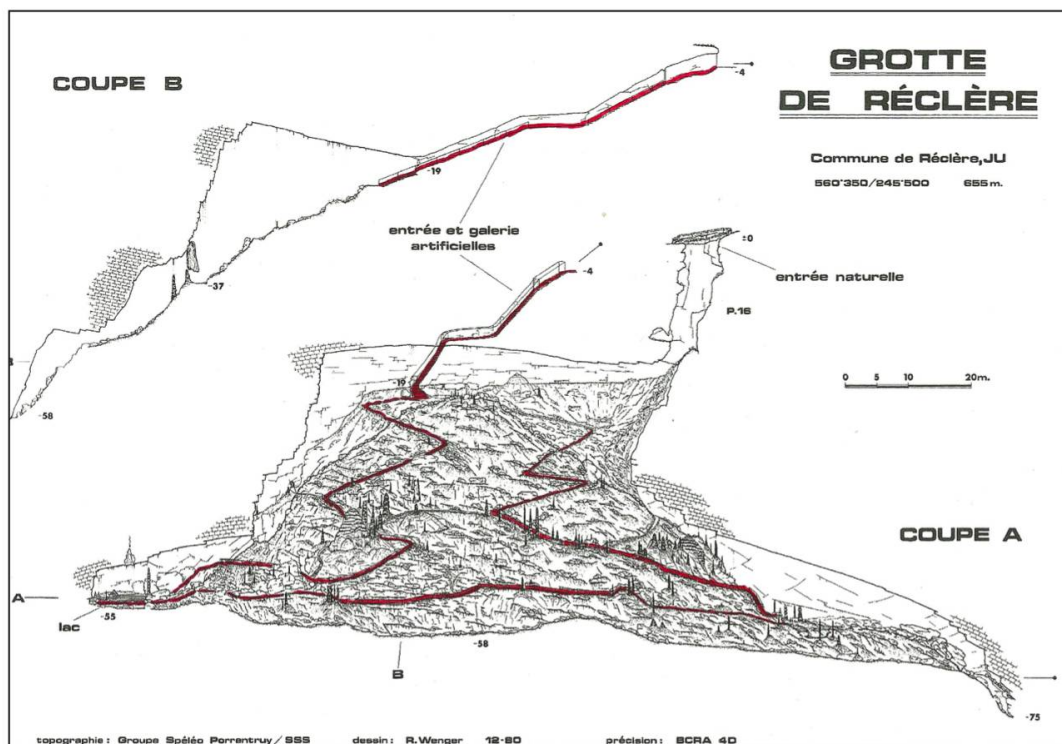 GROTTE
DE RÉCLÈRE
Commune de Réclère, JU
560'350/245'500 655m.
COUPE B
-4
-19
entrée et galerie
artificielles
-37
-58
-4
-19
±0
entrée naturelle
P.16
0 5 10 20m.
COUPE A
A
lac
-55
-58
B
-75
topographie: Groupe Spéléo Porrentruy/SSS dessin: R.Wenger 12-80 précision: BCRA 4D